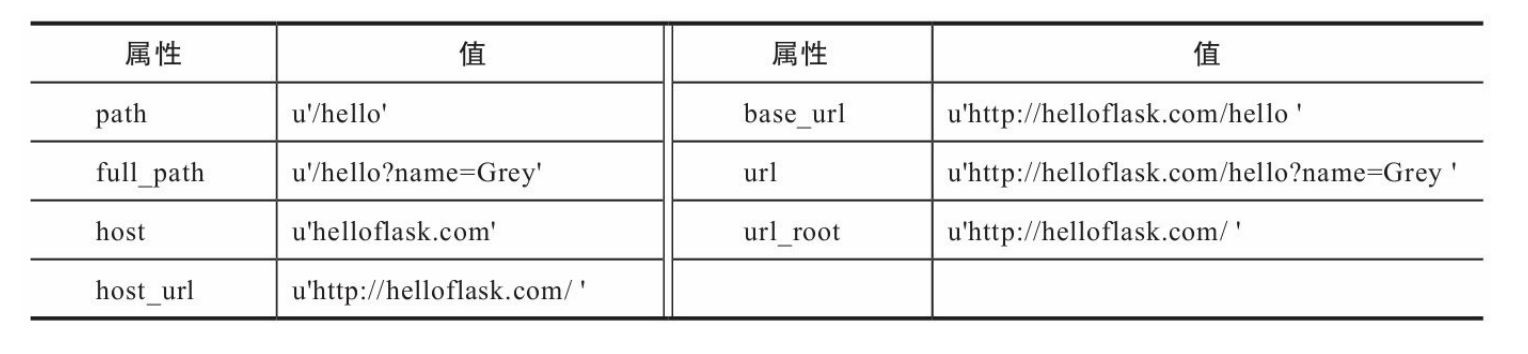 属性 值 属性 值
path u'/hello' base_url u'http://helloflask.com/hello '
full_path u'/hello?name=Grey' url u'http://helloflask.com/hello?name=Grey '
host u'helloflask.com' url_root u'http://helloflask.com/ '
host_url u'http://helloflask.com/ '